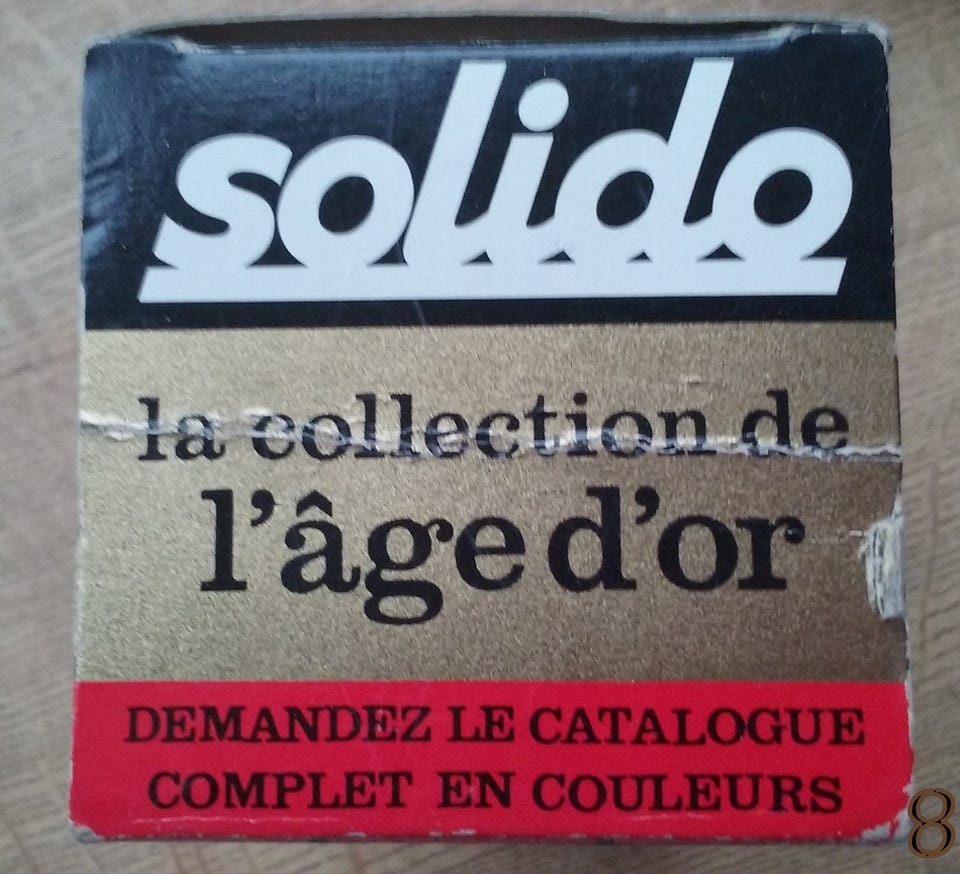 solido
la collection de
l'âge d'or
DEMANDEZ LE CATALOGUE
COMPLET EN COULEURS
8